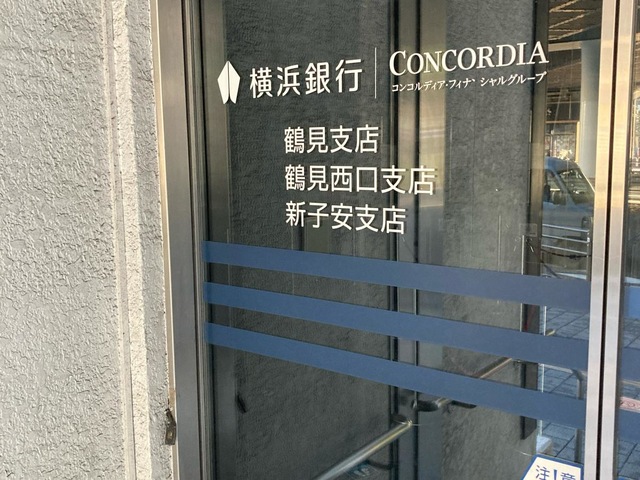 横浜銀行
CONCORDIA
コンコルディア・フィナンシャルグループ
鶴見支店
鶴見西口支店
新子安支店
注!意